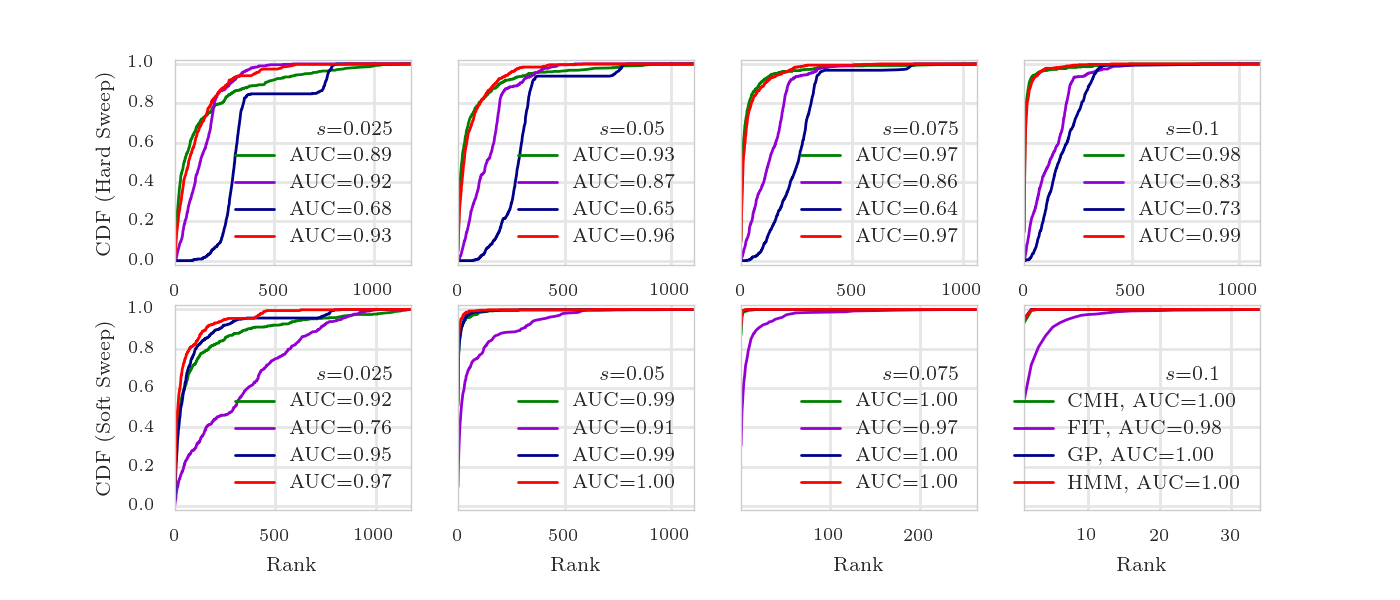 CDF (Hard Sweep)
1.0
0.8
0.6
0.4
0.2
0.0
s=0.025
AUC=0.89
AUC=0.92
AUC=0.68
AUC=0.93
0 500 1000
s=0.05
AUC=0.93
AUC=0.87
AUC=0.65
AUC=0.96
0 500 1000
s=0.075
AUC=0.97
AUC=0.86
AUC=0.64
AUC=0.97
0 500 1000
s=0.1
AUC=0.98
AUC=0.83
AUC=0.73
AUC=0.99
0 500 1000
CDF (Soft Sweep)
1.0
0.8
0.6
0.4
0.2
0.0
s=0.025
AUC=0.92
AUC=0.76
AUC=0.95
AUC=0.97
0 500 1000
Rank
s=0.05
AUC=0.99
AUC=0.91
AUC=0.99
AUC=1.00
0 500 1000
Rank
s=0.075
AUC=1.00
AUC=0.97
AUC=1.00
AUC=1.00
100 200
Rank
s=0.1
CMH, AUC=1.00
FIT, AUC=0.98
GP, AUC=1.00
HMM, AUC=1.00
10 20 30
Rank